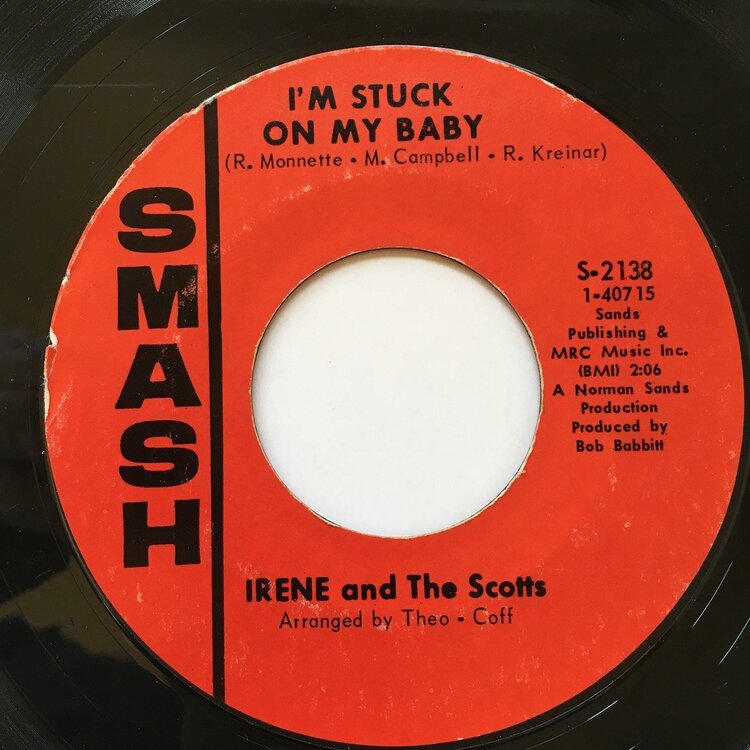 I'M STUCK
ON MY BABY
(R. Monnette • M. Campbell • R. Kreinar)
SMASH
S-2138
1-40715
Sands
Publishing &
MRC Music Inc.
(BMI) 2:06
A Norman Sands
Production
Produced by
Bob Babbitt
IRENE and The Scotts
Arranged by Theo • Coff